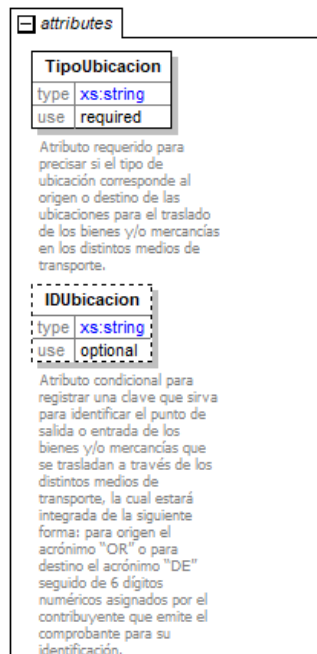 attributes
TipoUbicacion
type xs:string
use required
Atributo requerido para
precisar si el tipo de
ubicación corresponde al
origen o destino de las
ubicaciones para el traslado
de los bienes y/o mercancías
en los distintos medios de
transporte.
IDUbicacion
type xs:string
use optional
Atributo condicional para
registrar una clave que sirva
para identificar el punto de
salida o entrada de los
bienes y/o mercancías que
se trasladan a través de los
distintos medios de
transporte, la cual estará
integrada de la siguiente
forma: para origen el
acrónimo “OR” o para
destino el acrónimo “DE”
seguido de 6 dígitos
numéricos asignados por el
contribuyente que emite el
comprobante para su
identificación.